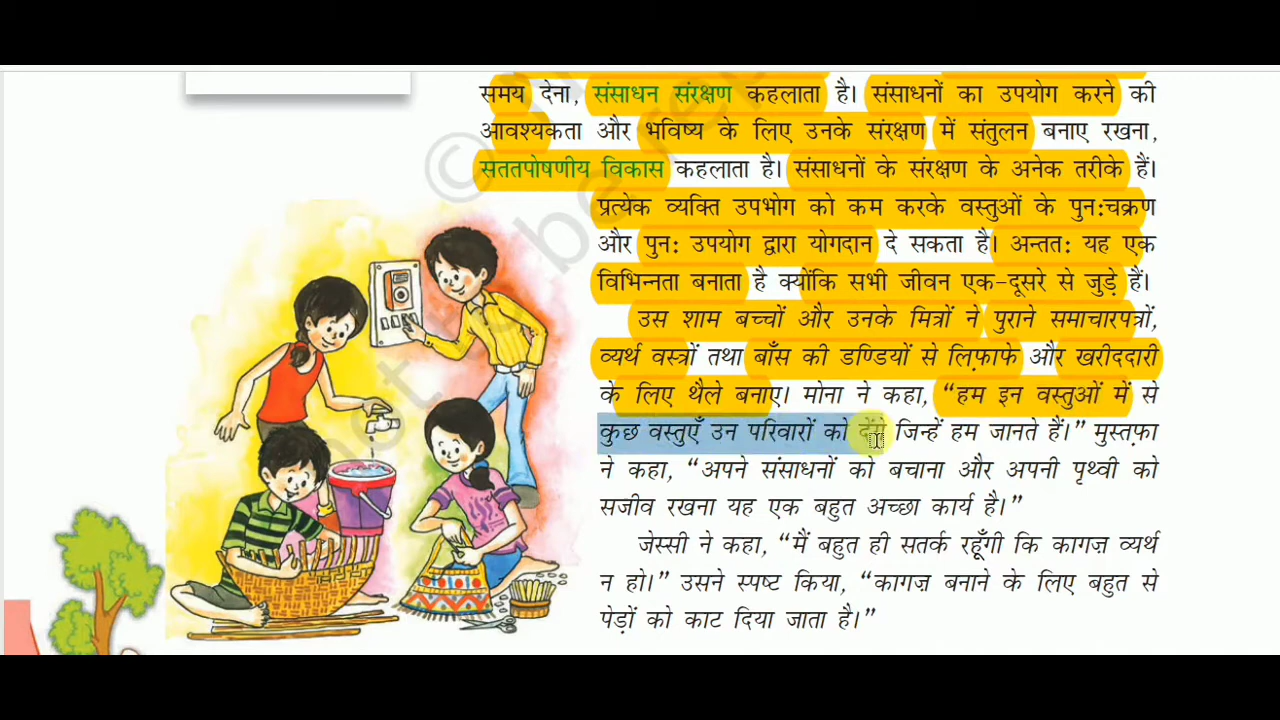 समय देना, संसाधन संरक्षण कहलाता है। संसाधनों का उपयोग करने की
आवश्यकता और भविष्य के लिए उनके संरक्षण में संतुलन बनाए रखना,
सततपोषणीय विकास कहलाता है। संसाधनों के संरक्षण के अनेक तरीके हैं।
प्रत्येक व्यक्ति उपभोग को कम करके वस्तुओं के पुन:चक्रण
और पुन: उपयोग द्वारा योगदान दे सकता है। अन्तत: यह एक
विभिन्नता बनाता है क्योंकि सभी जीवन एक-दूसरे से जुड़े हैं।
उस शाम बच्चों और उनके मित्रों ने पुराने समाचारपत्रों,
व्यर्थ वस्त्रों तथा बाँस की डण्डियों से लिफ़ाफे और खरीददारी
के लिए थैले बनाए। मोना ने कहा, “हम इन वस्तुओं में से
कुछ वस्तुएँ उन परिवारों को देंगे जिन्हें हम जानते हैं।” मुस्तफ़ा
ने कहा, “अपने संसाधनों को बचाना और अपनी पृथ्वी को
सजीव रखना यह एक बहुत अच्छा कार्य है।”
जेस्सी ने कहा, “मैं बहुत ही सतर्क रहूँगी कि कागज़ व्यर्थ
न हो।” उसने स्पष्ट किया, “कागज़ बनाने के लिए बहुत से
पेड़ों को काट दिया जाता है।”